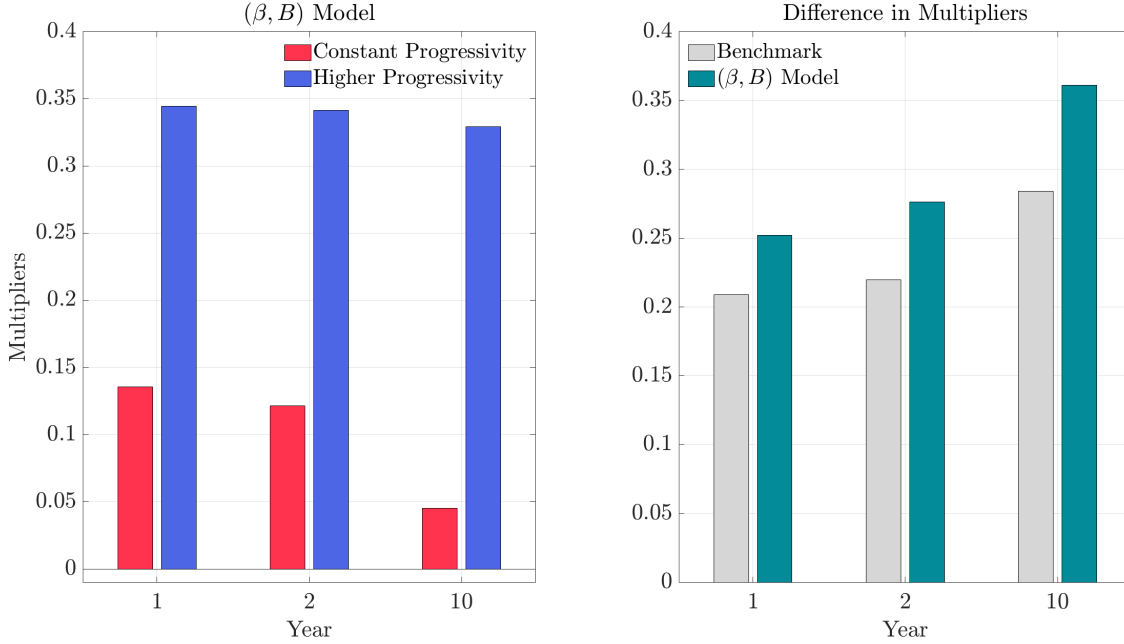 (β, B) Model
0.4
0.35
0.3
0.25
0.2
0.15
0.1
0.05
0
Multipliers
Constant Progressivity
Higher Progressivity
1
2
10
Year
Difference in Multipliers
0.4
0.35
0.3
0.25
0.2
0.15
0.1
0.05
0
Benchmark
(β, B) Model
1
2
10
Year